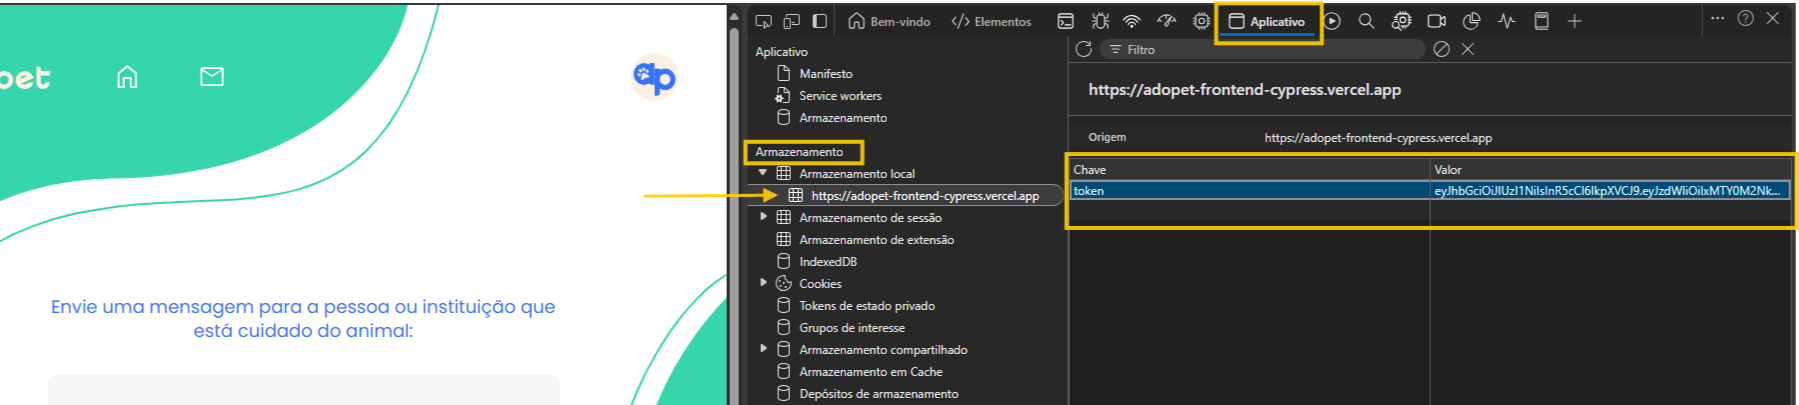 pet
ap
Envie uma mensagem para a pessoa ou instituição que
está cuidado do animal:
Bem-vindo
</> Elementos
Aplicativo
Aplicativo
Manifesto
Service workers
Armazenamento
Armazenamento
Armazenamento local
https://adopet-frontend-cypress.vercel.app
Armazenamento de sessão
Armazenamento de extensão
IndexedDB
Cookies
Tokens de estado privado
Grupos de interesse
Armazenamento compartilhado
Armazenamento em Cache
Depósitos de armazenamento
Filtro
https://adopet-frontend-cypress.vercel.app
Origem https://adopet-frontend-cypress.vercel.app
Chave Valor
token eyJhbGciOiJIUzI1NiIsInR5cCI6IkpXVCJ9.eyJzdWIiOiIxMTY0M2Nk...